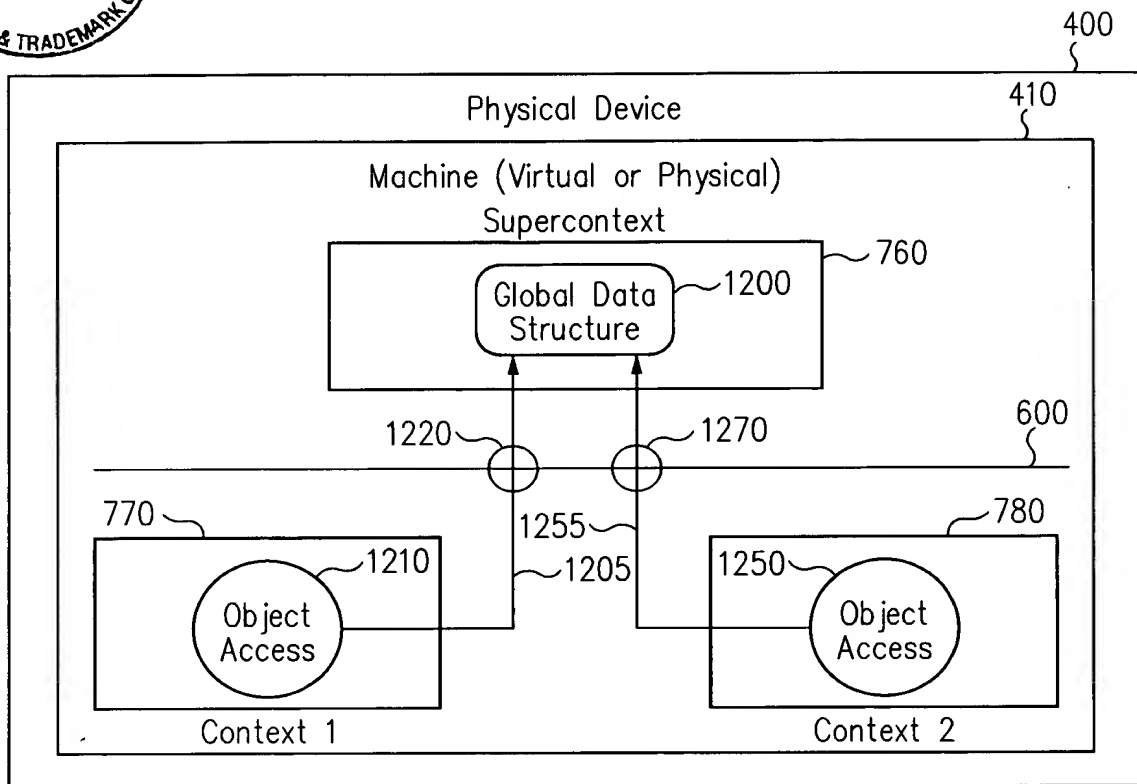 & TRADEMARK
400
Physical Device
410
Machine (Virtual or Physical)
Supercontext
760
Global Data
Structure
1200
1220
1270
600
770
780
1255
1210
1205
1250
Object
Access
Object
Access
Context 1
Context 2